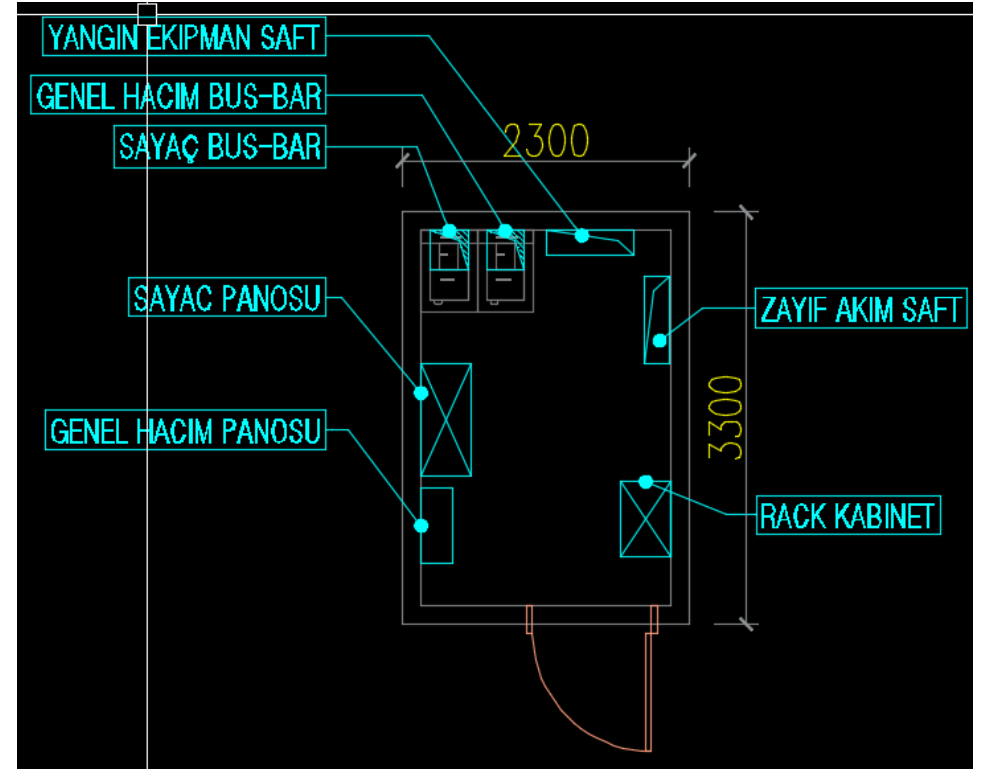 YANGIN EKIPMAN SAFT
GENEL HACIM BUS-BAR
SAYAÇ BUS-BAR
2300
SAYAC PANOSU
ZAYIF AKIM SAFT
3300
GENEL HACIM PANOSU
RACK KABINET